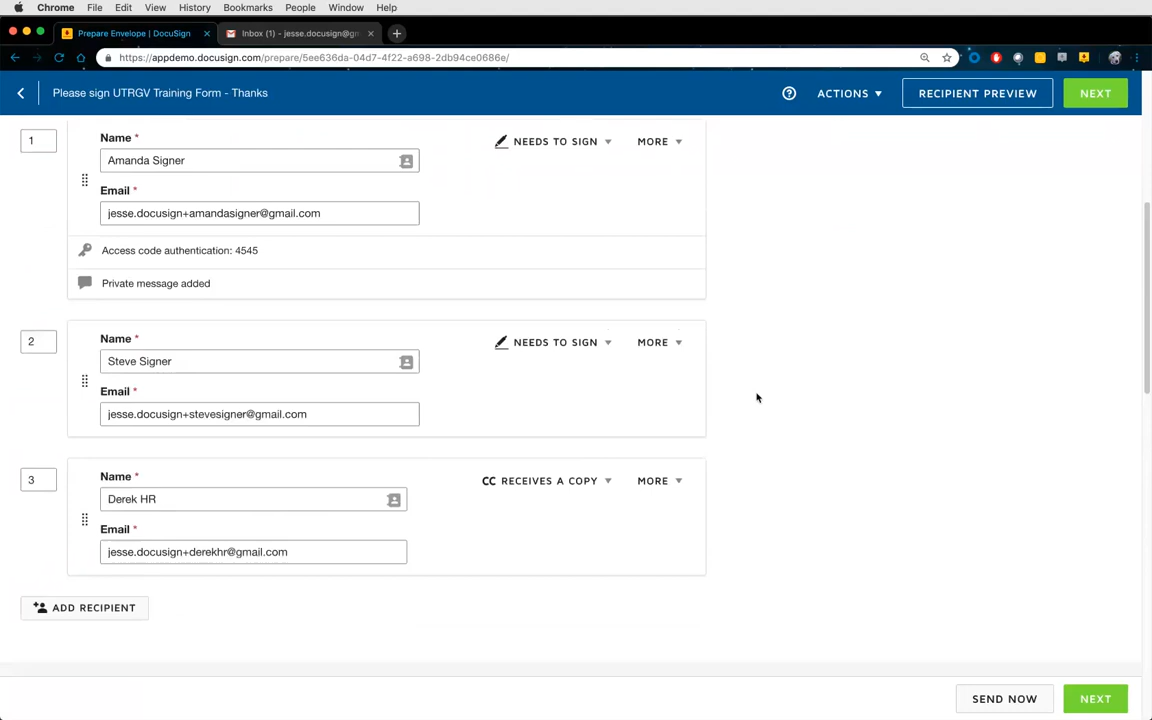 Chrome File Edit View History Bookmarks People Window Help
Prepare Envelope | DocuSign
Inbox (1) - jesse.docusign@gm
https://appdemo.docusign.com/prepare/5ee636da-04d7-4f22-a698-2db94ce0686e/
Please sign UTRGV Training Form - Thanks
ACTIONS
RECIPIENT PREVIEW
NEXT
1
Name *
NEEDS TO SIGN
MORE
Amanda Signer
Email *
jesse.docusign+amandasigner@gmail.com
Access code authentication: 4545
Private message added
2
Name *
NEEDS TO SIGN
MORE
Steve Signer
Email *
jesse.docusign+stevesigner@gmail.com
3
Name *
CC RECEIVES A COPY
MORE
Derek HR
Email *
jesse.docusign+derekhr@gmail.com
ADD RECIPIENT
SEND NOW
NEXT